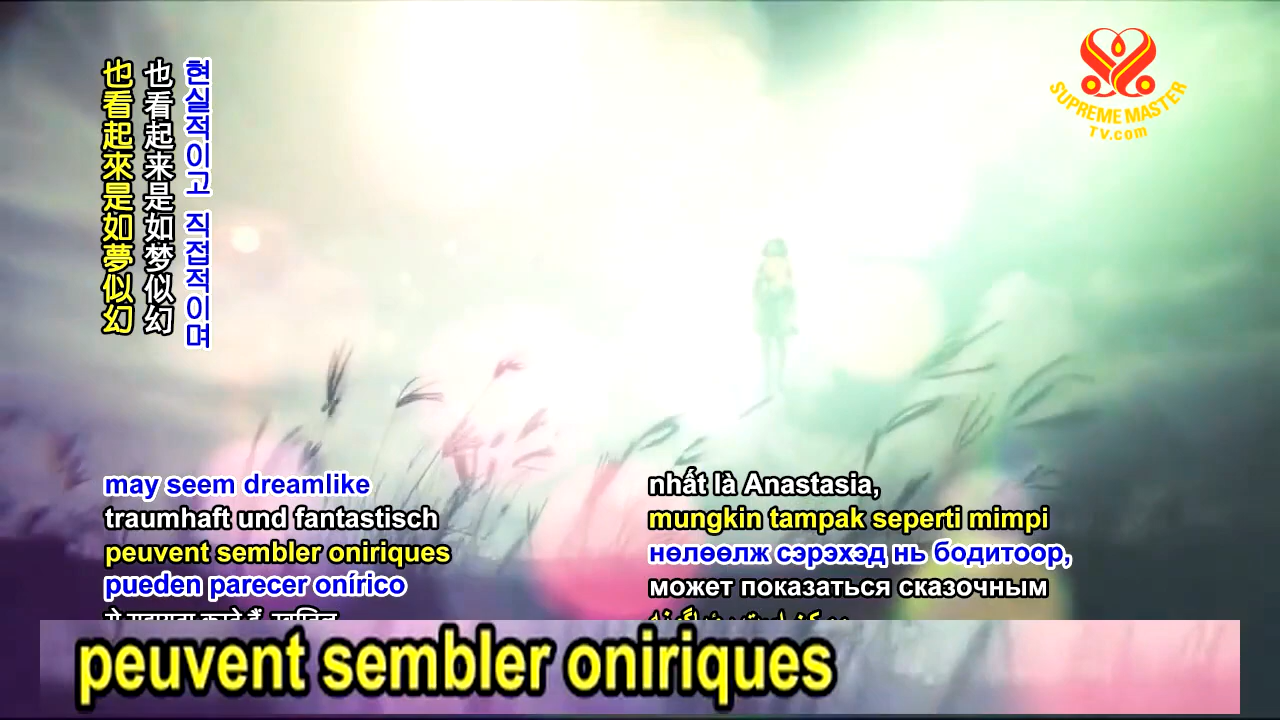 也看起來是如夢似幻
也看起来是如梦似幻
현실적이고 직접적이며
SUPREME MASTER
TV.com
may seem dreamlike
traumhaft und fantastisch
peuvent sembler oniriques
pueden parecer onírico
nhất là Anastasia,
mungkin tampak seperti mimpi
нөлөөлж сэрэхэд нь бодитоор,
может показаться сказочным
peuvent sembler oniriques